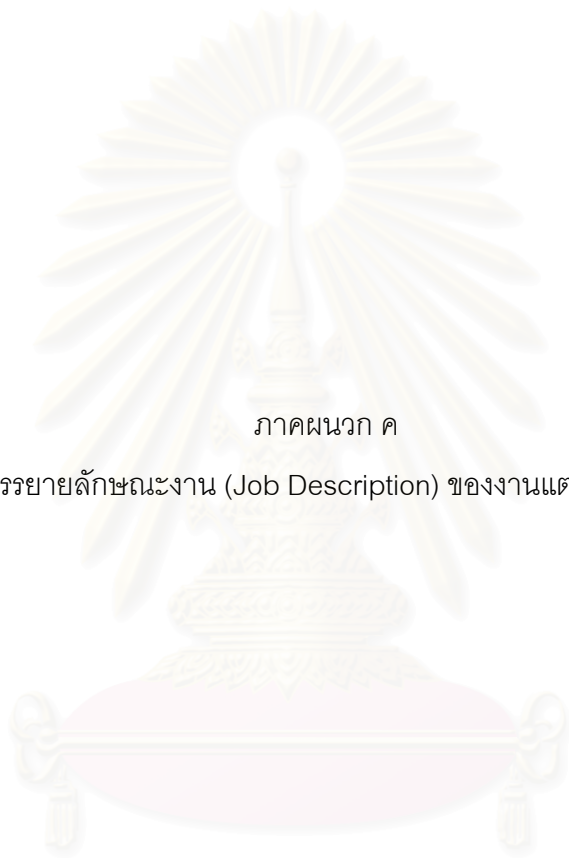 ภาคผนวก ค
รรยายลักษณะงาน (Job Description) ของงานแต